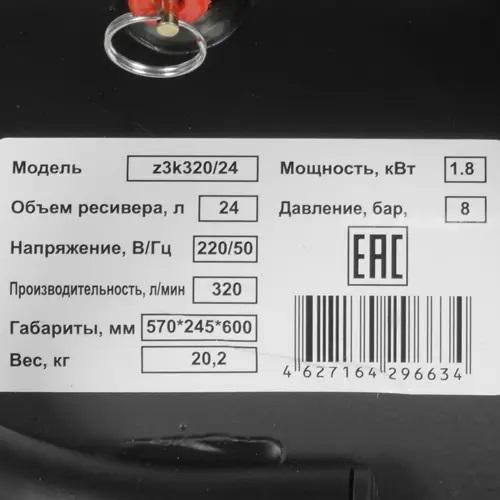 Модель z3k320/24
Мощность, кВт 1.8
Объем ресивера, л 24
Давление, бар, 8
Напряжение, В/Гц 220/50
EAC
Производительность, л/мин 320
Габариты, мм 570*245*600
Вес, кг 20,2
4 627164 296634